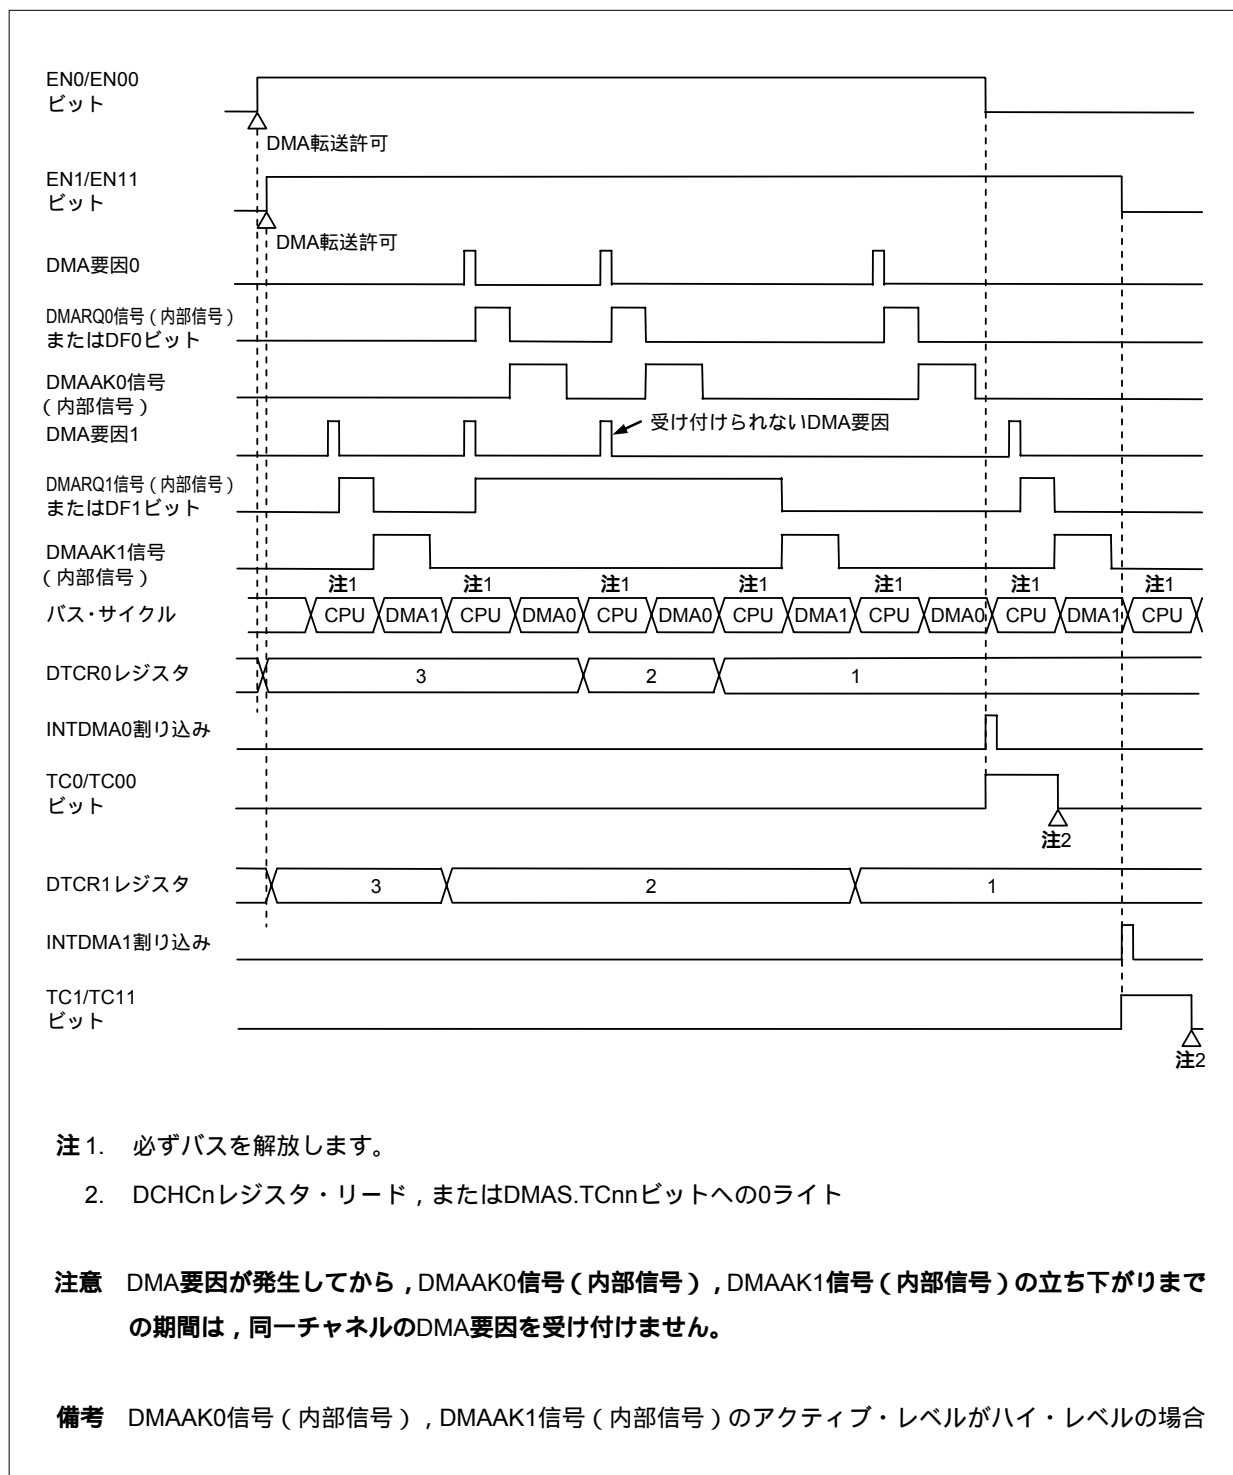 EN0/EN00
ビット
DMA転送許可
EN1/EN11
ビット
DMA転送許可
DMA要因0
DMARQ0信号（内部信号）
またはDF0ビット
DMAAK0信号
（内部信号）
DMA要因1
受け付けられないDMA要因
DMARQ1信号（内部信号）
またはDF1ビット
DMAAK1信号
（内部信号）
注1 注1 注1 注1 注1 注1 注1
バス・サイクル CPU DMA1 CPU DMA0 CPU DMA0 CPU DMA1 CPU DMA0 CPU DMA1 CPU
DTCR0レジスタ 3 2 1
INTDMA0割り込み
TC0/TC00
ビット
注2
DTCR1レジスタ 3 2 1
INTDMA1割り込み
TC1/TC11
ビット
注2
注1. 必ずバスを解放します。
2. DCHCnレジスタ・リード，またはDMAS.TCnnビットへの0ライト
注意 DMA要因が発生してから，DMAAK0信号（内部信号），DMAAK1信号（内部信号）の立ち下がりまで
の期間は，同一チャネルのDMA要因を受け付けません。
備考 DMAAK0信号（内部信号），DMAAK1信号（内部信号）のアクティブ・レベルがハイ・レベルの場合